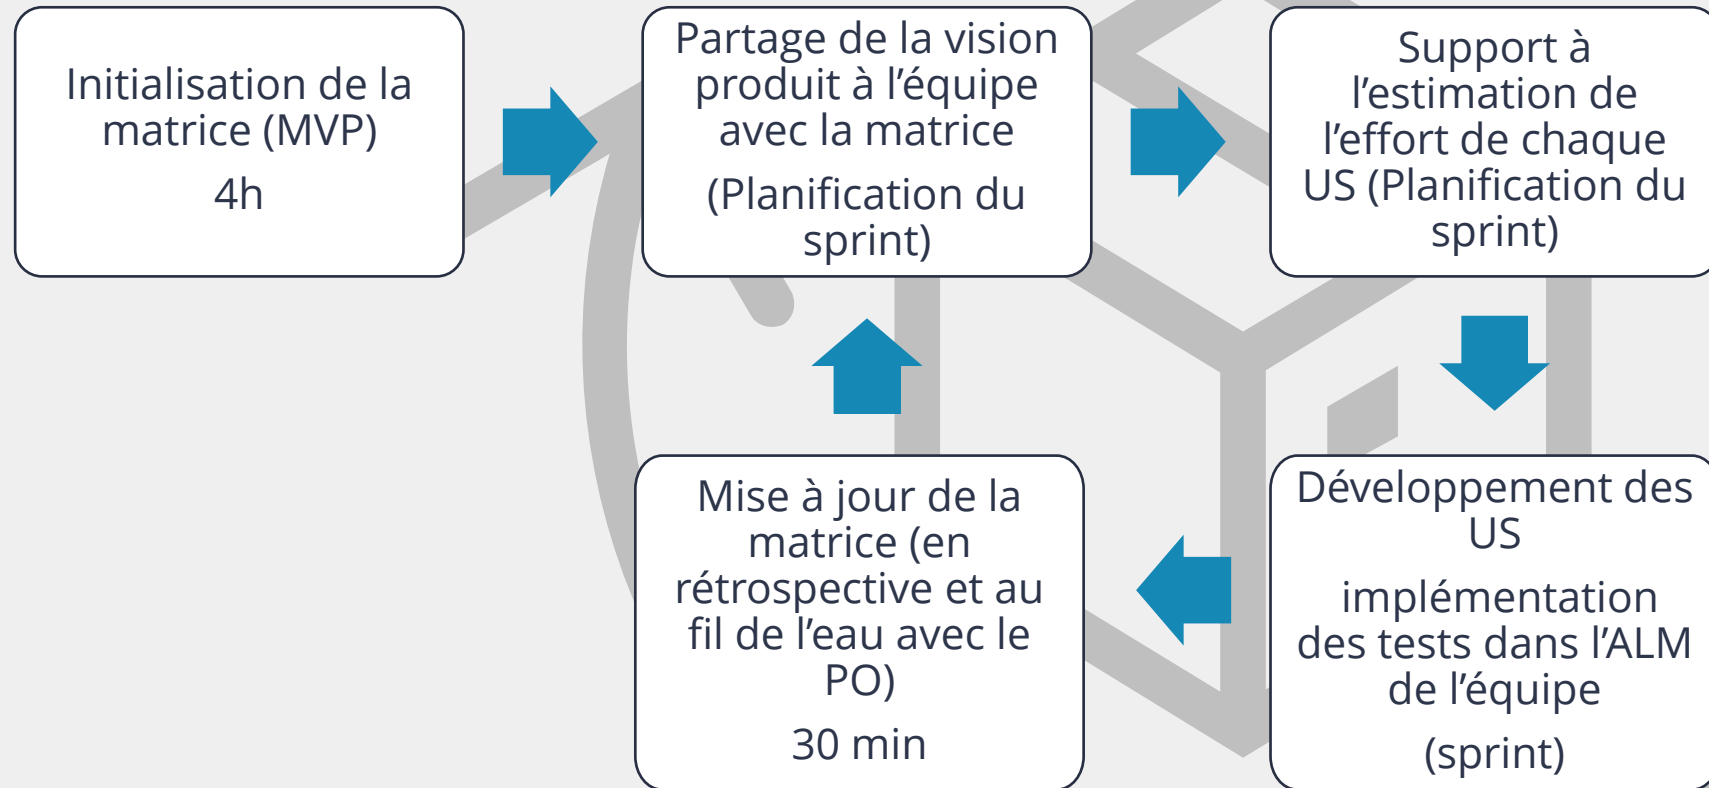 Initialisation de la
matrice (MVP)
4h
Partage de la vision
produit à l’équipe
avec la matrice
(Planification du
sprint)
Support à
l’estimation de
l’effort de chaque
US (Planification du
sprint)
Développement des
US
implémentation
des tests dans l’ALM
de l’équipe
(sprint)
Mise à jour de la
matrice (en
rétrospective et au
fil de l’eau avec le
PO)
30 min